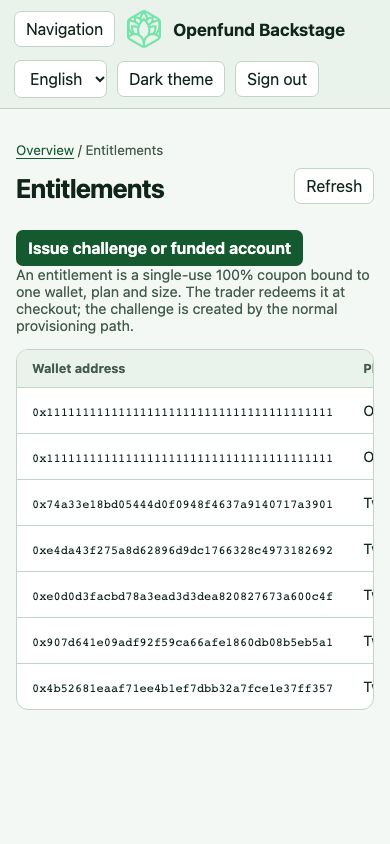 Navigation
Openfund Backstage
English
Dark theme
Sign out
Overview / Entitlements
Entitlements
Refresh
Issue challenge or funded account
An entitlement is a single-use 100% coupon bound to
one wallet, plan and size. The trader redeems it at
checkout; the challenge is created by the normal
provisioning path.
Wallet address
0x1111111111111111111111111111111111111111
0x1111111111111111111111111111111111111111
0x74a33e18bd05444d0f0948f4637a9140717a3901
0xe4da43f275a8d62896d9dc1766328c4973182692
0xe0d0d3facbd78a3ead3d3dea820827673a600c4f
0x907d641e09adf92f59ca66afe1860db08b5eb5a1
0x4b52681eaaf71ee4b1ef7dbb32a7fce1e37ff357